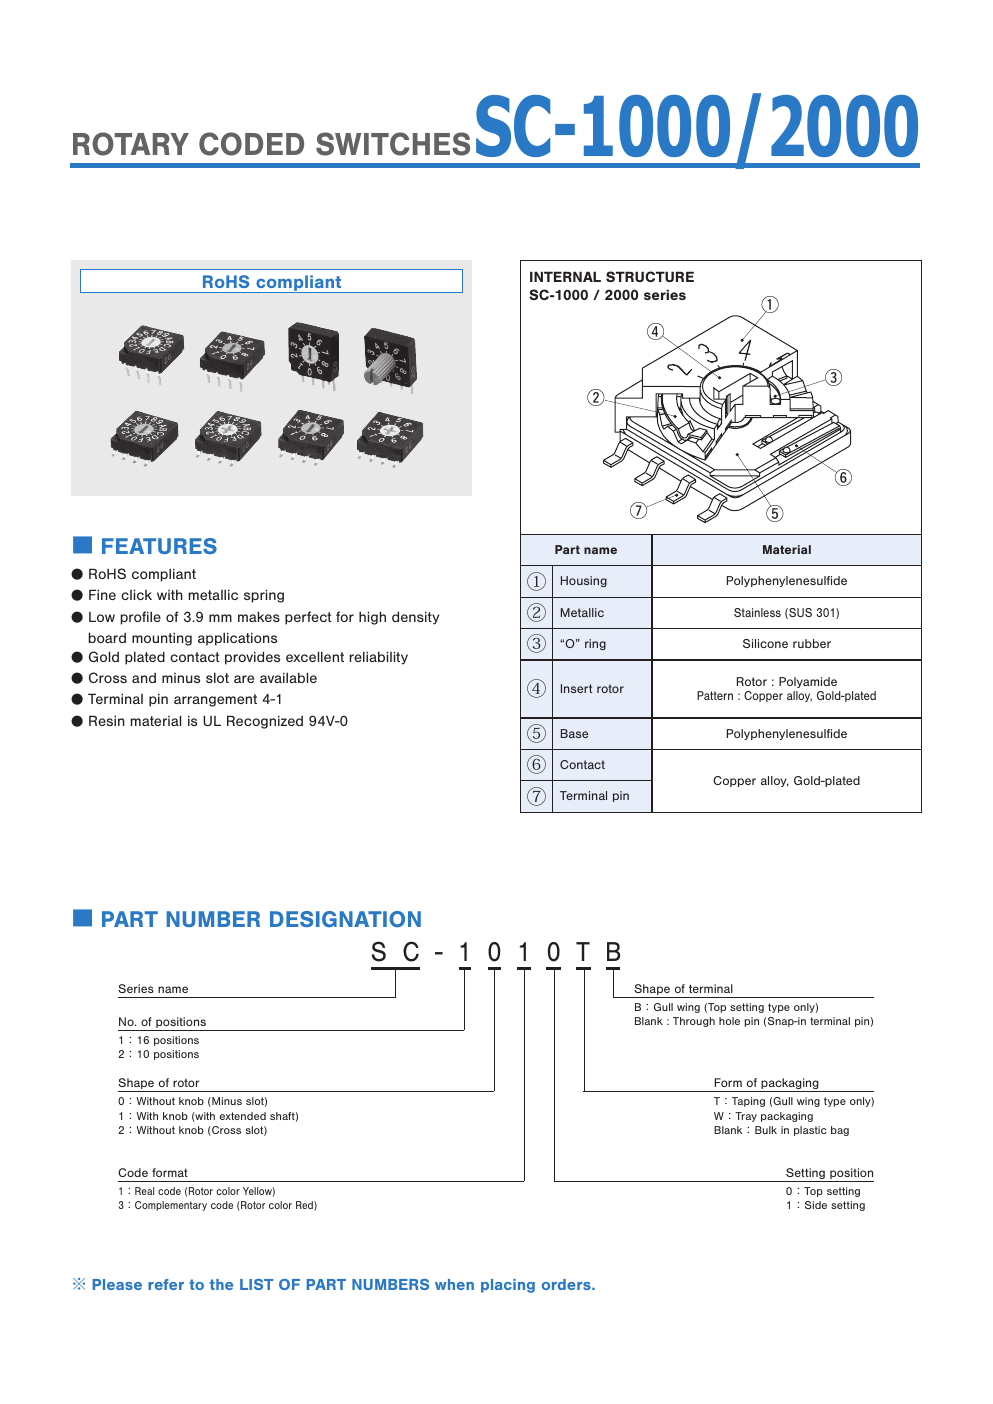 ROTARY CODED SWITCHES SC-1000/2000
RoHS compliant
INTERNAL STRUCTURE
SC-1000 / 2000 series
①
④
2 3 4
③
②
⑥
⑦
⑤
■ FEATURES
● RoHS compliant
● Fine click with metallic spring
● Low profile of 3.9 mm makes perfect for high density
board mounting applications
● Gold plated contact provides excellent reliability
● Cross and minus slot are available
● Terminal pin arrangement 4-1
● Resin material is UL Recognized 94V-0
Part name Material
① Housing Polyphenylenesulfide
② Metallic Stainless (SUS 301)
③ “O” ring Silicone rubber
④ Insert rotor Rotor : Polyamide
Pattern : Copper alloy, Gold-plated
⑤ Base Polyphenylenesulfide
⑥ Contact Copper alloy, Gold-plated
⑦ Terminal pin
■ PART NUMBER DESIGNATION
S C - 1 0 1 0 T B
Series name
No. of positions
1 : 16 positions
2 : 10 positions
Shape of rotor
0 : Without knob (Minus slot)
1 : With knob (with extended shaft)
2 : Without knob (Cross slot)
Code format
1 : Real code (Rotor color Yellow)
3 : Complementary code (Rotor color Red)
Shape of terminal
B : Gull wing (Top setting type only)
Blank : Through hole pin (Snap-in terminal pin)
Form of packaging
T : Taping (Gull wing type only)
W : Tray packaging
Blank : Bulk in plastic bag
Setting position
0 : Top setting
1 : Side setting
※ Please refer to the LIST OF PART NUMBERS when placing orders.